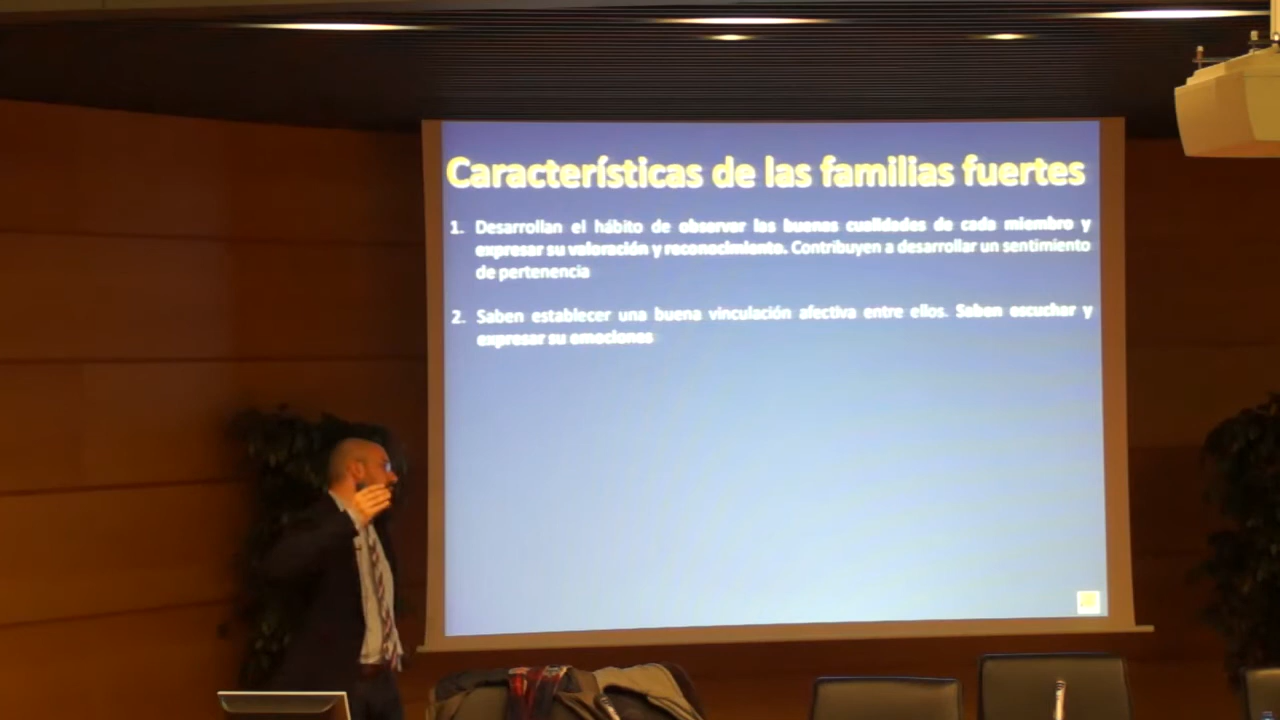 Características de las familias fuertes
1. Desarrollan el hábito de observar las buenas cualidades de cada miembro y
expresar su valoración y reconocimiento. Contribuyen a desarrollar un sentimiento
de pertenencia
2. Saben establecer una buena vinculación afectiva entre ellos. Saben escuchar y
expresar su emociones